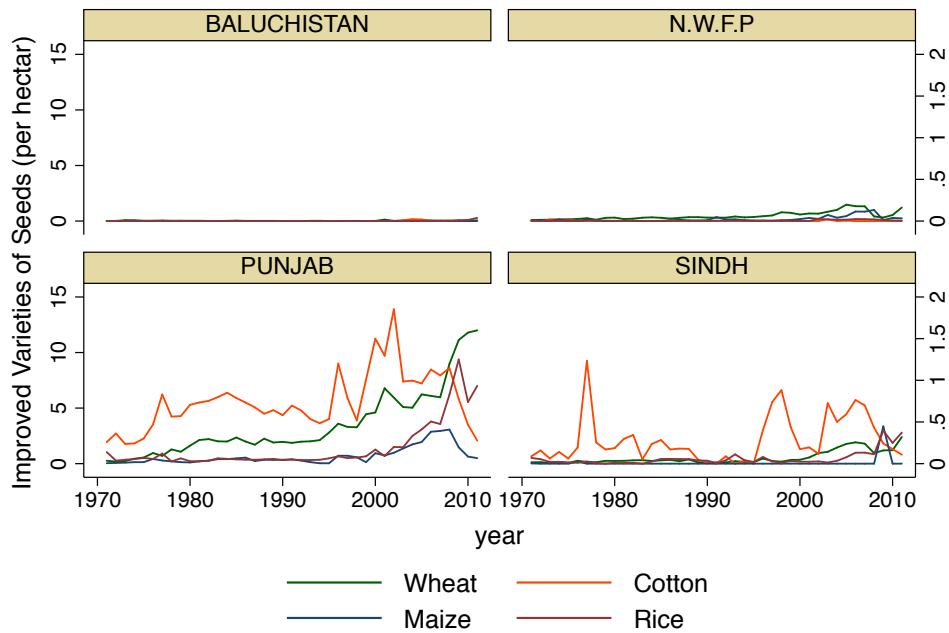 BALUCHISTAN
N.W.F.P
15
10
5
0
2
1.5
1
.5
0
PUNJAB
SINDH
15
10
5
0
2
1.5
1
.5
0
1970 1980 1990 2000 2010
1970 1980 1990 2000 2010
Improved Varieties of Seeds (per hectar)
year
Wheat
Cotton
Maize
Rice